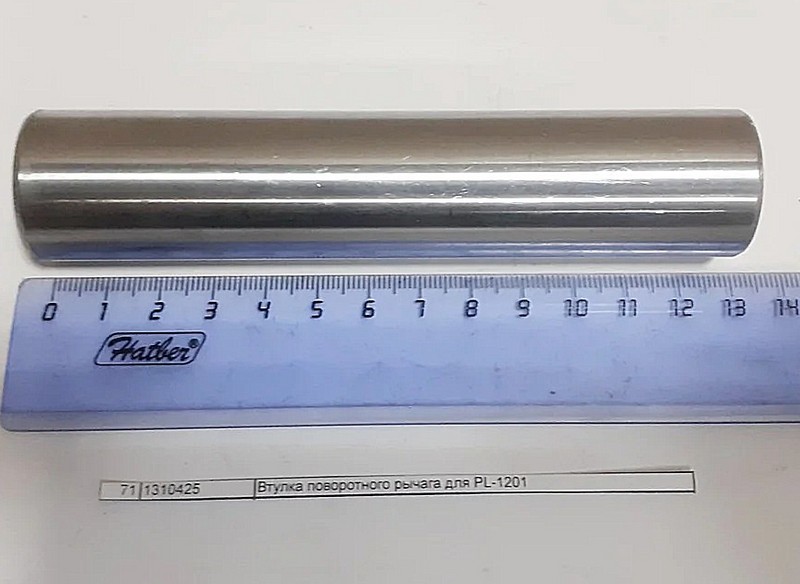 0 1 2 3 4 5 6 7 8 9 10 11 12 13 14
Hatber®
71 1310425 Втулка поворотного рычага для PL-1201